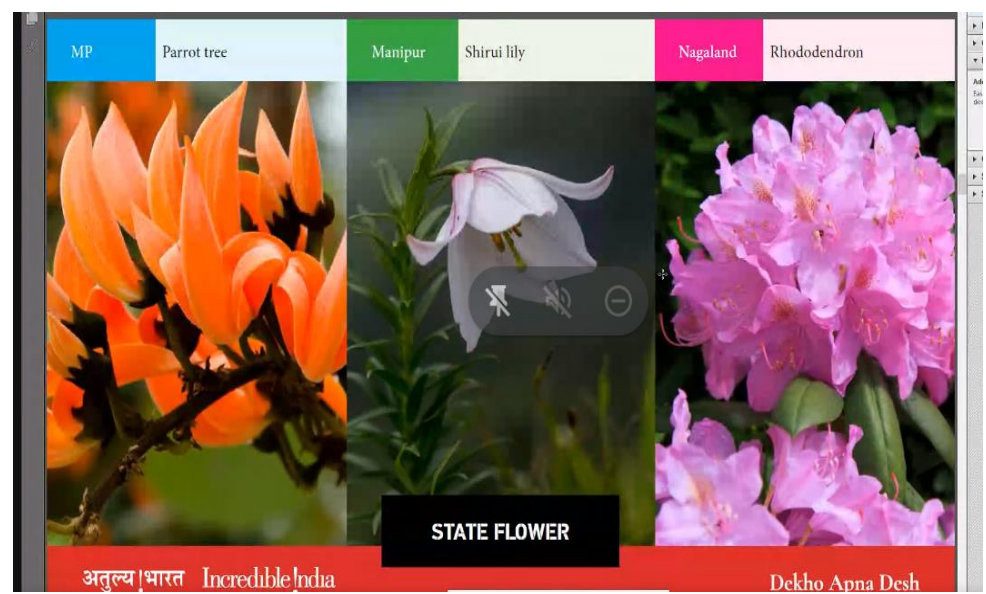 MP Parrot tree Manipur Shirui lily Nagaland Rhododendron
STATE FLOWER
अतुल्य!भारत Incredible!ndia Dekho Apna Desh